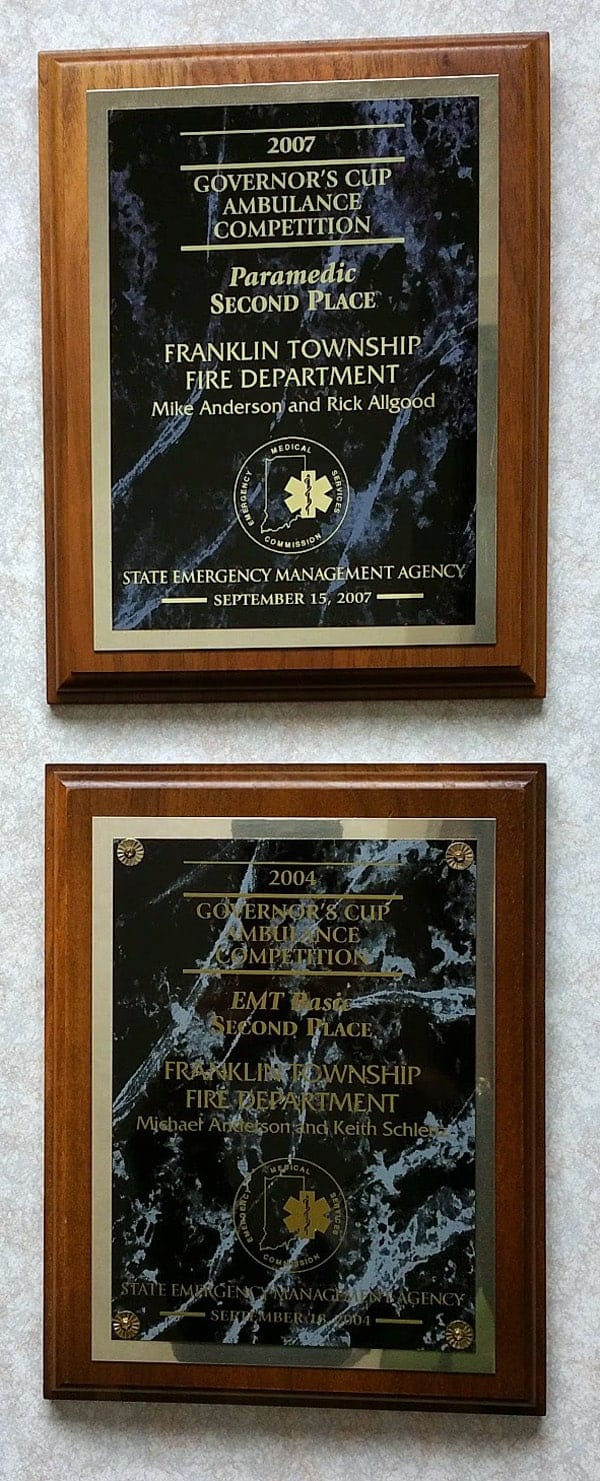 2007
GOVERNOR'S CUP
AMBULANCE
COMPETITION
Paramedic
SECOND PLACE
FRANKLIN TOWNSHIP
FIRE DEPARTMENT
Mike Anderson and Rick Allgood
EMERGENCY MEDICAL SERVICES
COMMISSION
STATE EMERGENCY MANAGEMENT AGENCY
SEPTEMBER 15, 2007
2004
GOVERNOR'S CUP
AMBULANCE
COMPETITION
EMT Basic
SECOND PLACE
FRANKLIN TOWNSHIP
FIRE DEPARTMENT
Michael Anderson and Keith
EMERGENCY MEDICAL SERVICES
COMMISSION
STATE EMERGENCY MANAGEMENT AGENCY
SEPTEMBER 18, 2004